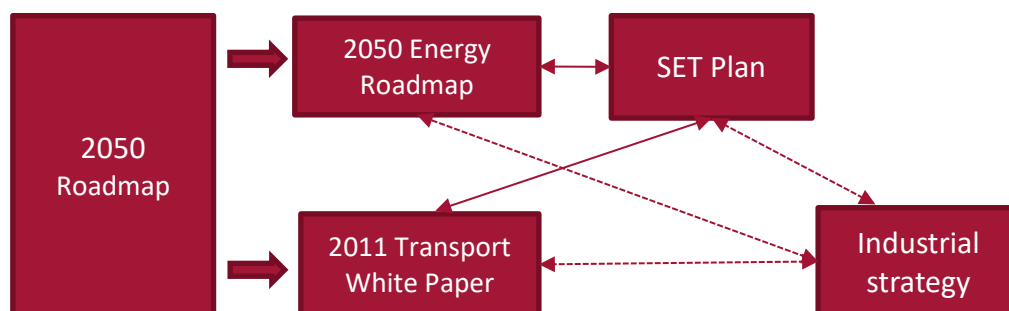 2050
Roadmap
2050 Energy
Roadmap
SET Plan
2011 Transport
White Paper
Industrial
strategy